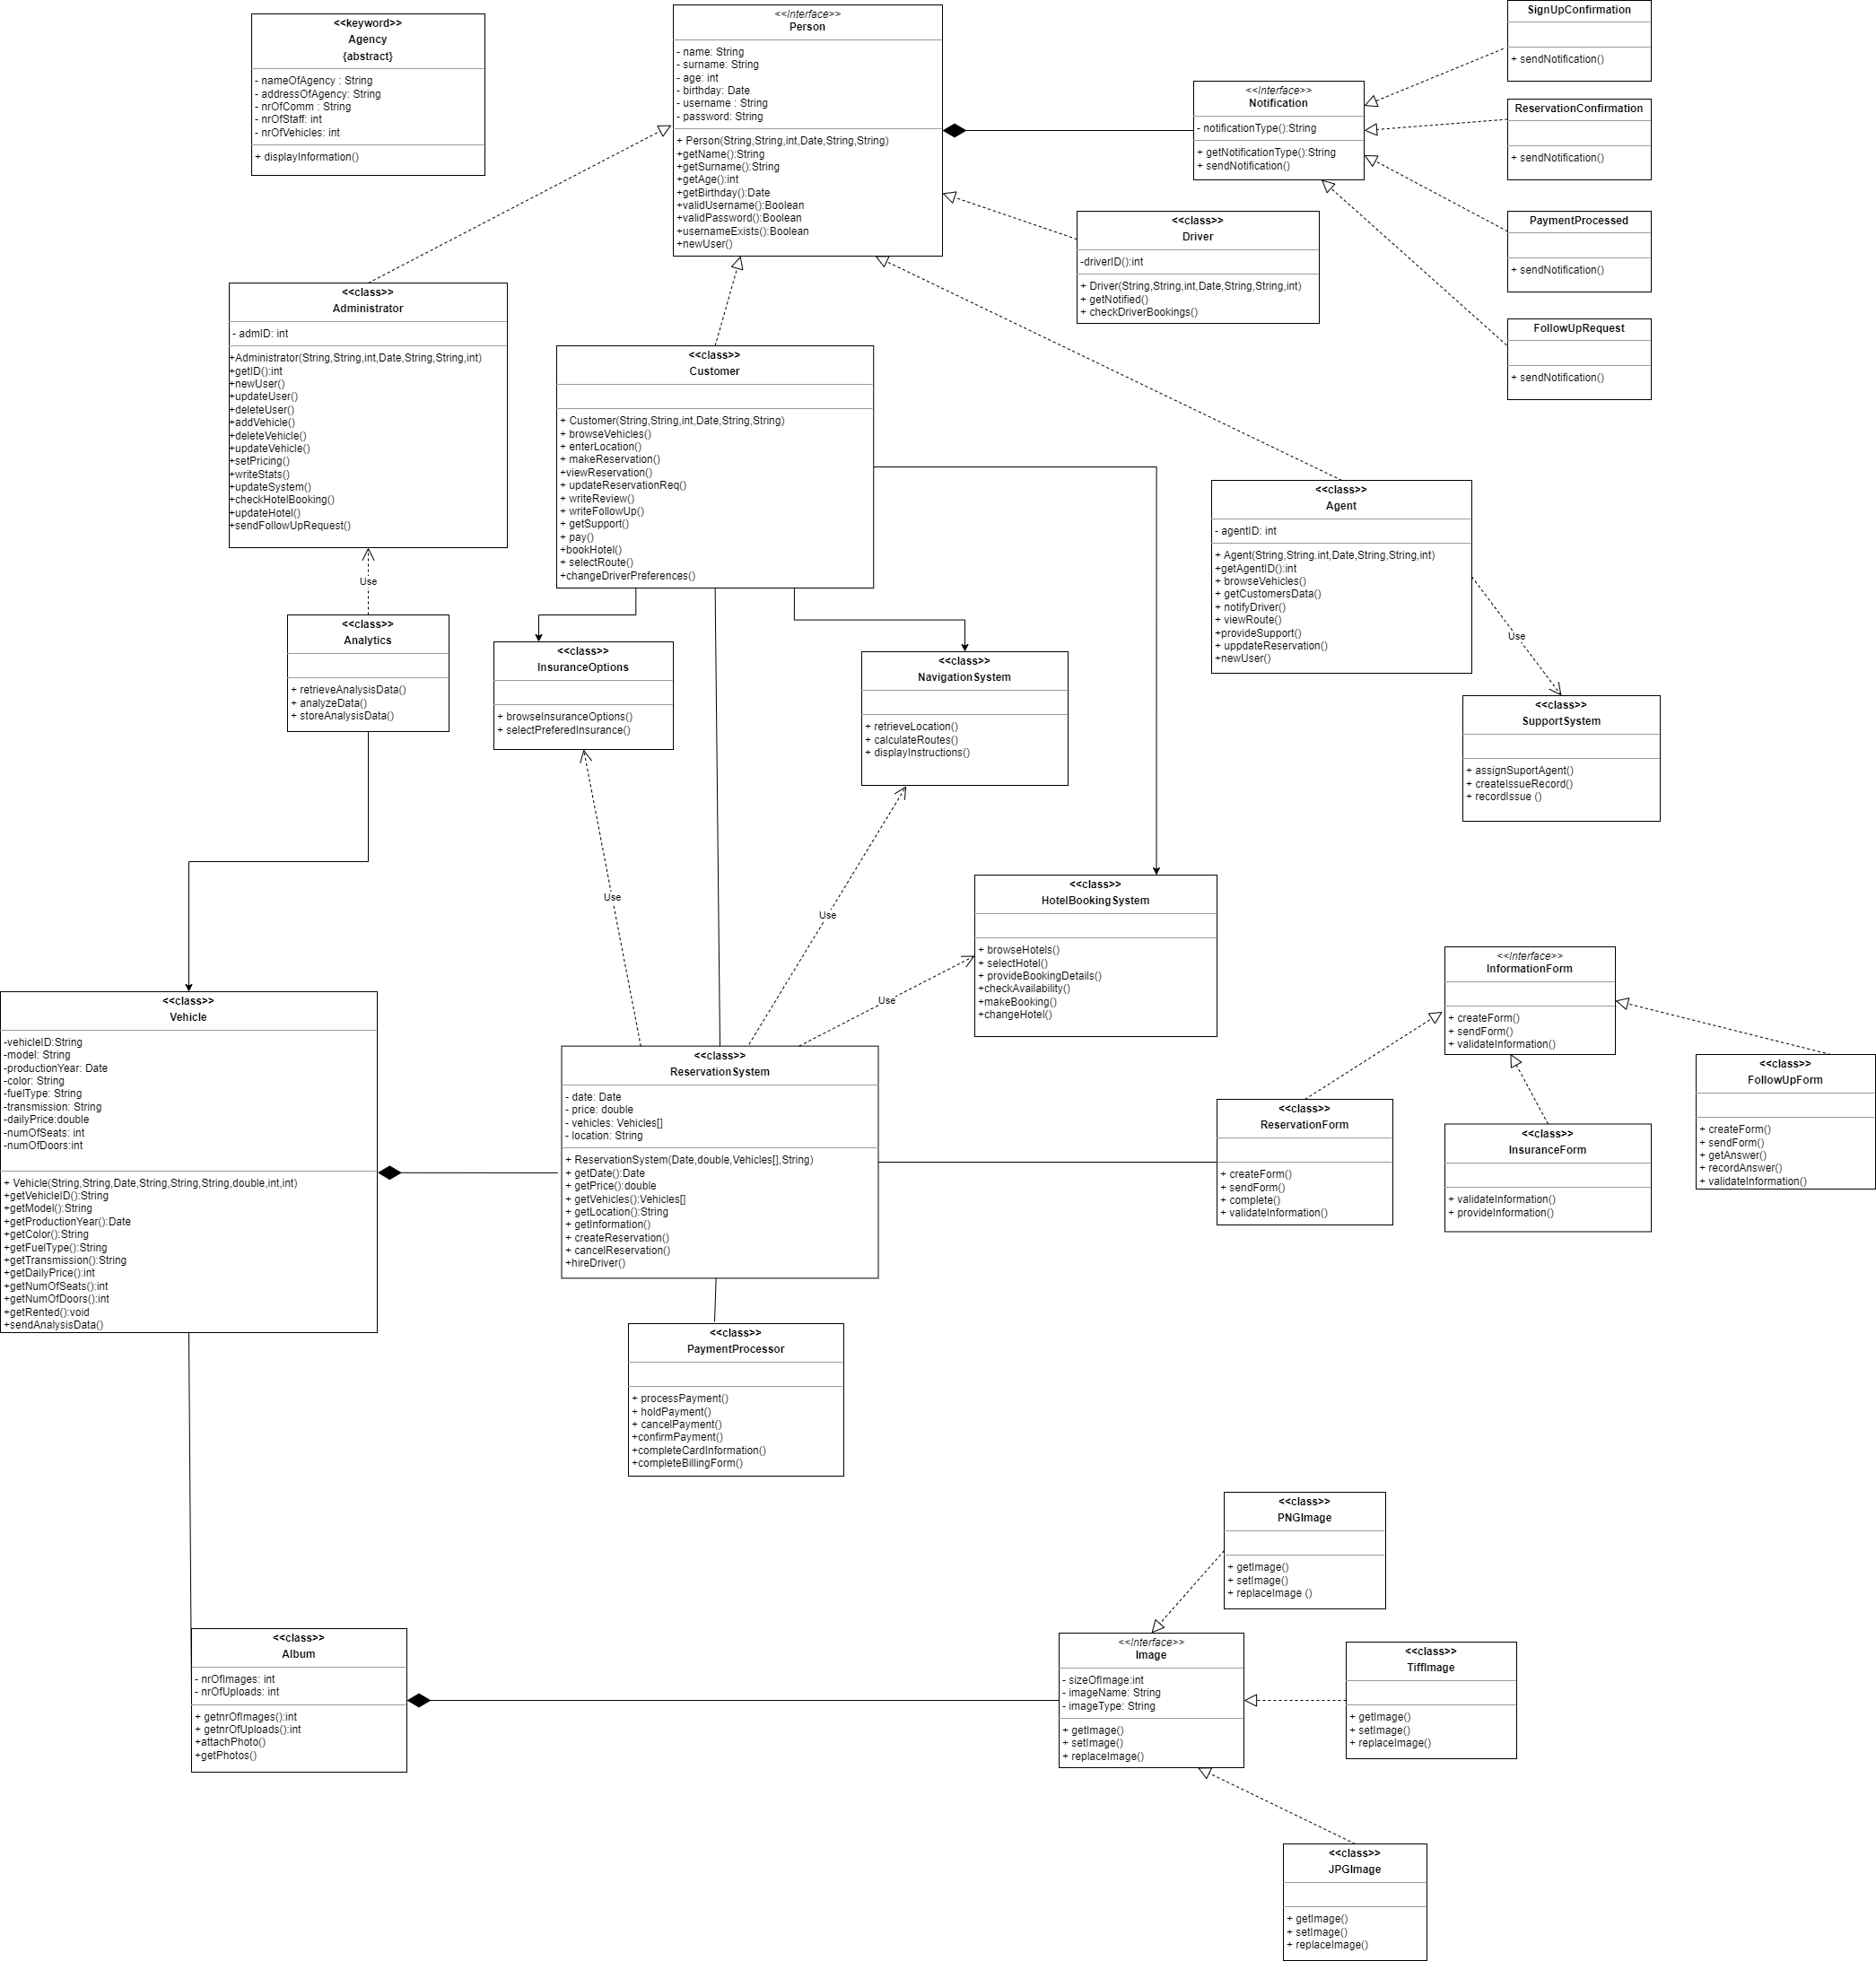 <<keyword>>
Agency
{abstract}
- nameOfAgency : String
- addressOfAgency: String
- nrOfComm : String
- nrOfStaff: int
- nrOfVehicles: int
+ displayInformation()
<<Interface>>
Person
- name: String
- surname: String
- age: int
- birthday: Date
- username : String
- password: String
+ Person(String,String,int,Date,String,String)
+getName():String
+getSurname():String
+getAge():int
+getBirthday():Date
+validUsername():Boolean
+validPassword():Boolean
+usernameExists():Boolean
+newUser()
<<Interface>>
Notification
- notificationType():String
+ getNotificationType():String
+ sendNotification()
SignUpConfirmation
+ sendNotification()
ReservationConfirmation
+ sendNotification()
PaymentProcessed
+ sendNotification()
FollowUpRequest
+ sendNotification()
<<class>>
Driver
-driverID():int
+ Driver(String,String,int,Date,String,String,int)
+ getNotified()
+ checkDriverBookings()
<<class>>
Administrator
- admID: int
+Administrator(String,String,int,Date,String,String,int)
+getID():int
+newUser()
+updateUser()
+deleteUser()
+addVehicle()
+deleteVehicle()
+updateVehicle()
+setPricing()
+writeStats()
+updateSystem()
+checkHotelBooking()
+updateHotel()
+sendFollowUpRequest()
<<class>>
Customer
+ Customer(String,String,int,Date,String,String)
+ browseVehicles()
+ enterLocation()
+ makeReservation()
+viewReservation()
+ updateReservationReq()
+ writeReview()
+ writeFollowUp()
+ getSupport()
+ pay()
+bookHotel()
+ selectRoute()
+changeDriverPreferences()
<<class>>
Agent
- agentID: int
+ Agent(String,String.int,Date,String,String,int)
+getAgentID():int
+ browseVehicles()
+ getCustomersData()
+ notifyDriver()
+ viewRoute()
+provideSupport()
+ uppdateReservation()
+newUser()
Use
Use
<<class>>
Analytics
+ retrieveAnalysisData()
+ analyzeData()
+ storeAnalysisData()
<<class>>
InsuranceOptions
+ browseInsuranceOptions()
+ selectPreferedInsurance()
<<class>>
NavigationSystem
+ retrieveLocation()
+ calculateRoutes()
+ displayInstructions()
<<class>>
SupportSystem
+ assignSuportAgent()
+ createIssueRecord()
+ recordIssue ()
Use
Use
Use
<<class>>
HotelBookingSystem
+ browseHotels()
+ selectHotel()
+ provideBookingDetails()
+checkAvailability()
+makeBooking()
+changeHotel()
<<Interface>>
InformationForm
+ createForm()
+ sendForm()
+ validateInformation()
<<class>>
Vehicle
-vehicleID:String
-model: String
-productionYear: Date
-color: String
-fuelType: String
-transmission: String
-dailyPrice:double
-numOfSeats: int
-numOfDoors:int
+ Vehicle(String,String,Date,String,String,String,double,int,int)
+getVehicleID():String
+getModel():String
+getProductionYear():Date
+getColor():String
+getFuelType():String
+getTransmission():String
+getDailyPrice():int
+getNumOfSeats():int
+getNumOfDoors():int
+getRented():void
+sendAnalysisData()
<<class>>
ReservationSystem
- date: Date
- price: double
- vehicles: Vehicles[]
- location: String
+ ReservationSystem(Date,double,Vehicles[],String)
+ getDate():Date
+ getPrice():double
+ getVehicles():Vehicles[]
+ getLocation():String
+ getInformation()
+ createReservation()
+ cancelReservation()
+hireDriver()
<<class>>
ReservationForm
+ createForm()
+ sendForm()
+ complete()
+ validateInformation()
<<class>>
InsuranceForm
+ validateInformation()
+ provideInformation()
<<class>>
FollowUpForm
+ createForm()
+ sendForm()
+ getAnswer()
+ recordAnswer()
+ validateInformation()
<<class>>
PaymentProcessor
+ processPayment()
+ holdPayment()
+ cancelPayment()
+confirmPayment()
+completeCardInformation()
+completeBillingForm()
<<class>>
PNGImage
+ getImage()
+ setImage()
+ replaceImage ()
<<class>>
Album
- nrOfImages: int
- nrOfUploads: int
+ getnrOfImages():int
+ getnrOfUploads():int
+attachPhoto()
+getPhotos()
<<Interface>>
Image
- sizeOfImage:int
- imageName: String
- imageType: String
+ getImage()
+ setImage()
+ replaceImage()
<<class>>
TiffImage
+ getImage()
+ setImage()
+ replaceImage()
<<class>>
JPGImage
+ getImage()
+ setImage()
+ replaceImage()